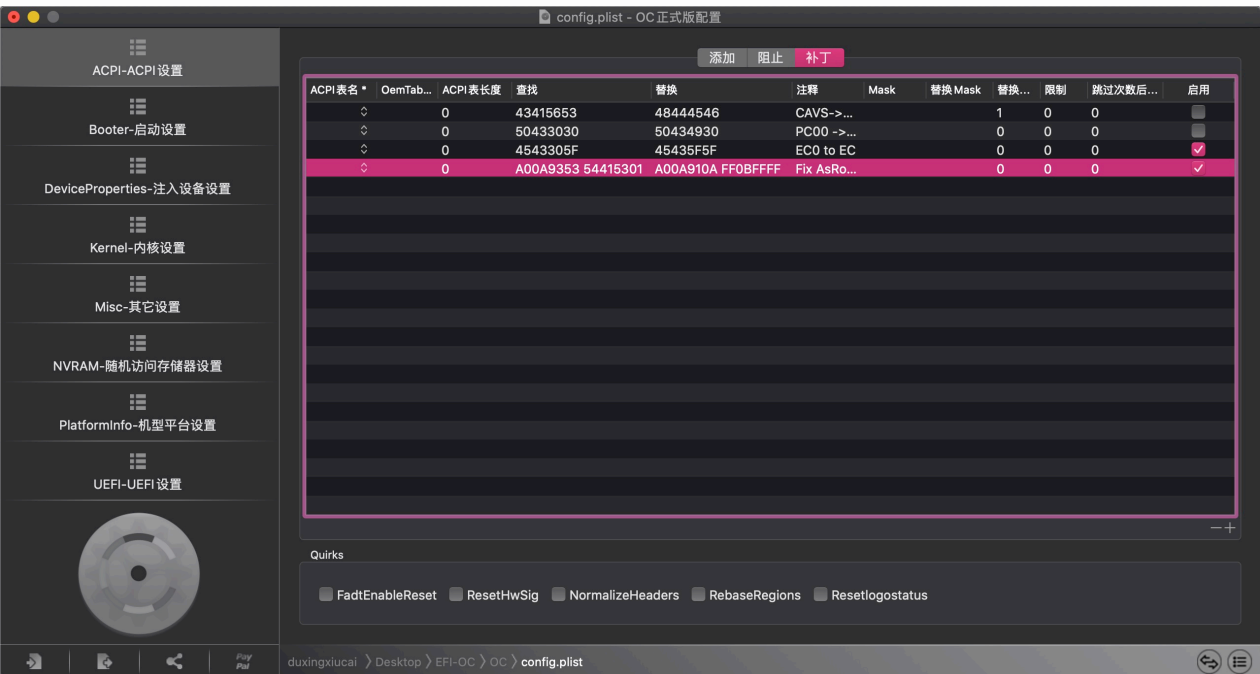 config.plist - OC正式版配置
ACPI-ACPI设置
Booter-启动设置
DeviceProperties-注入设备设置
Kernel-内核设置
Misc-其它设置
NVRAM-随机访问存储器设置
PlatformInfo-机型平台设置
UEFI-UEFI设置
Pay
Pal
添加 阻止 补丁
ACPI表名* OemTab... ACPI表长度 查找 替换 注释 Mask 替换Mask 替换... 限制 跳过次数后... 启用
0 43415653 48444546 CAVS->... 1 0 0
0 50433030 50434930 PC00 ->... 0 0 0
0 4543305F 45435F5F EC0 to EC 0 0 0
0 A00A9353 54415301 A00A910A FF0BFFFF Fix AsRo... 0 0 0
Quirks
FadtEnableReset ResetHwSig NormalizeHeaders RebaseRegions Resetlogostatus
duxingxiucai 〉Desktop 〉EFI-OC 〉OC 〉config.plist